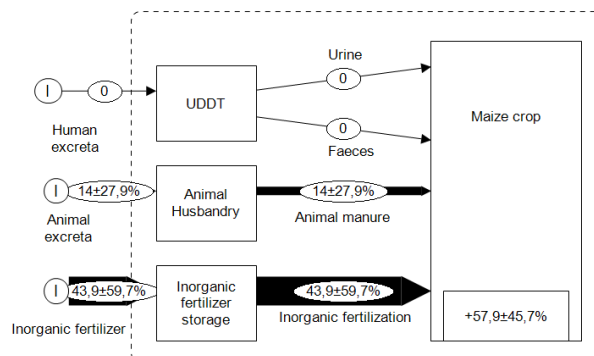 Urine
I
0
0
UDDT
Maize crop
Human
excreta
0
Faeces
I
14±27,9%
Animal
Husbandry
14±27,9%
Animal
excreta
Animal manure
I
43,9±59,7%
Inorganic
fertilizer
storage
43,9±59,7%
Inorganic fertilizer
Inorganic fertilization
+57,9±45,7%